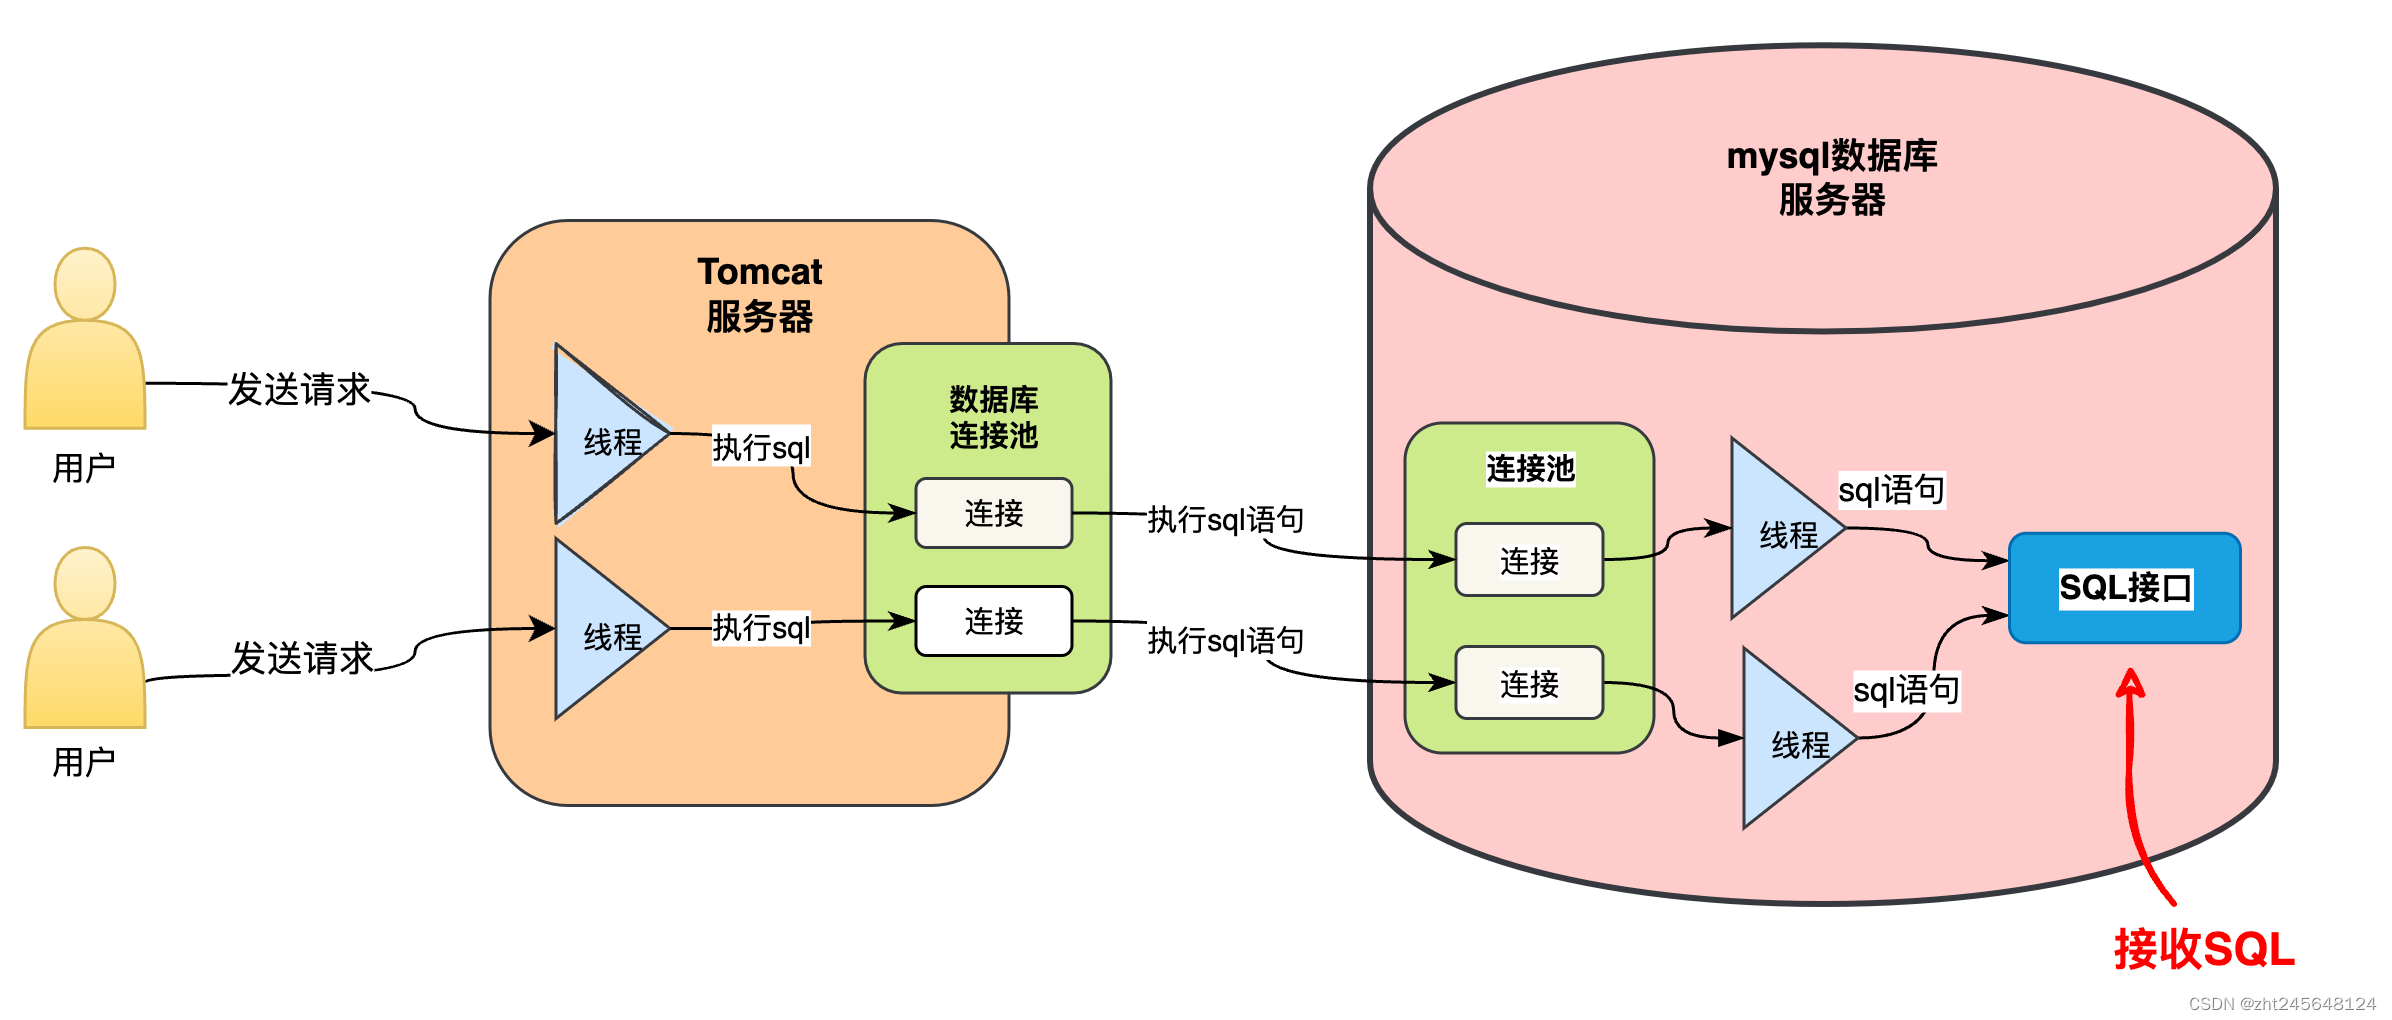 mysql数据库
服务器
Tomcat
服务器
发送请求
线程
执行sql
数据库
连接池
连接
执行sql语句
连接池
连接
线程
sql语句
SQL接口
用户
发送请求
线程
执行sql
连接
执行sql语句
连接
线程
sql语句
用户
接收SQL
CSDN @zht245648124